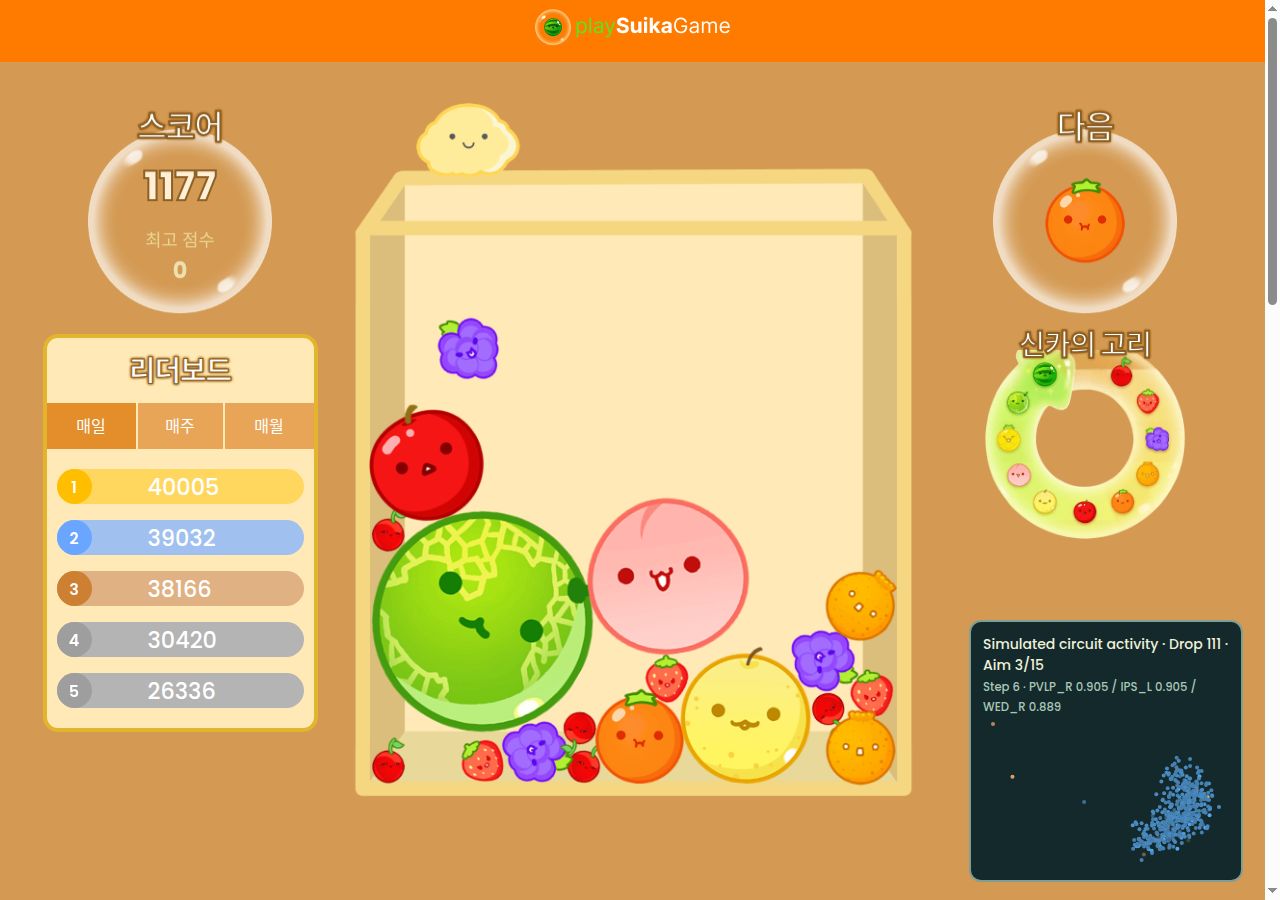 playSuikaGame
스코어
1177
최고 점수
0
리더보드
매일
매주
매월
1
40005
2
39032
3
38166
4
30420
5
26336
다음
신카의 고리
Simulated circuit activity · Drop 111 ·
Aim 3/15
Step 6 · PVLP_R 0.905 / IPS_L 0.905 /
WED_R 0.889